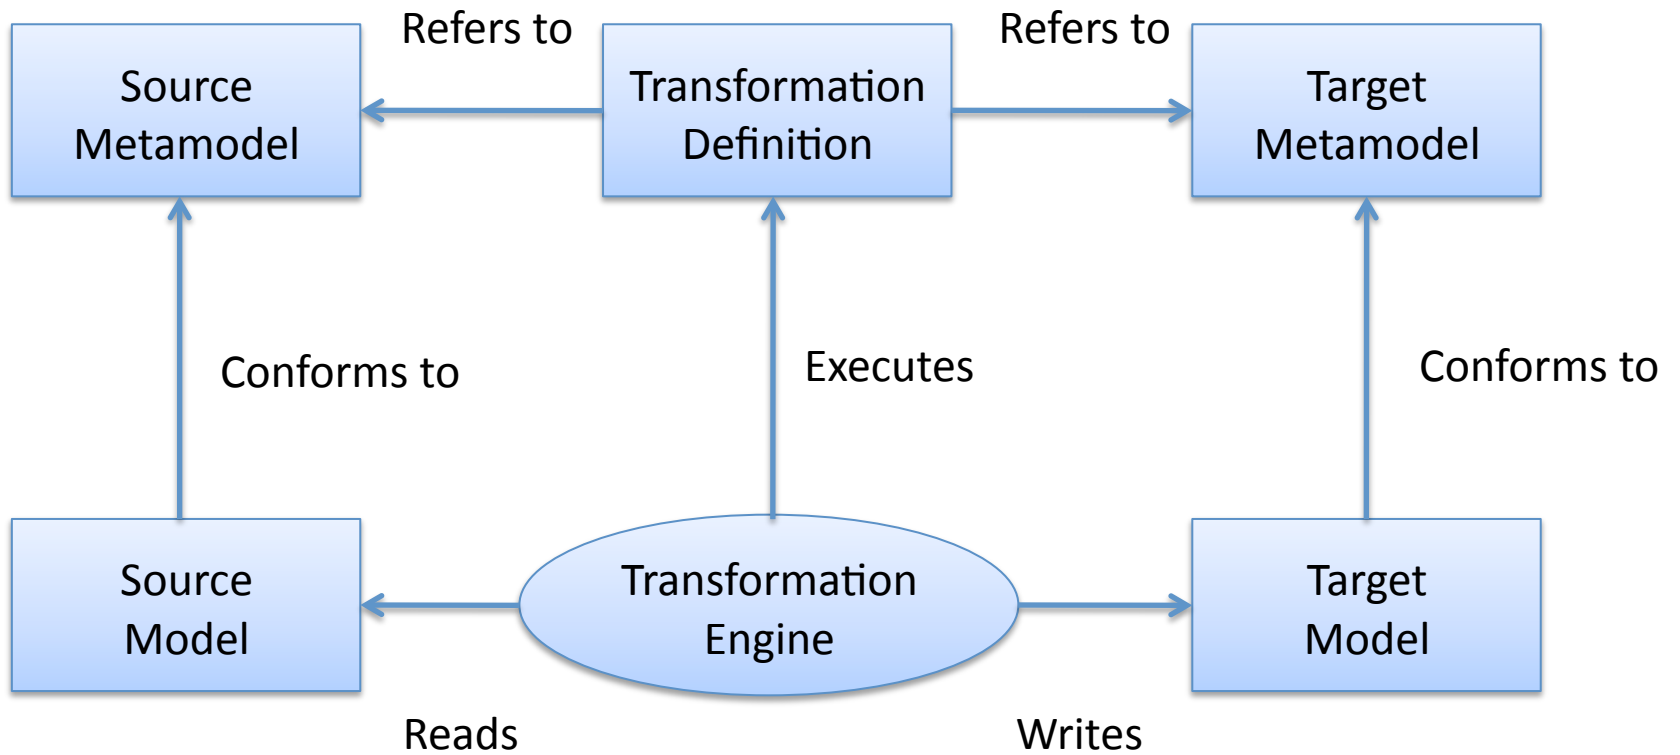 Refers to
Refers to
Source
Metamodel
Transformation
Definition
Target
Metamodel
Conforms to
Executes
Conforms to
Source
Model
Transformation
Engine
Target
Model
Reads
Writes